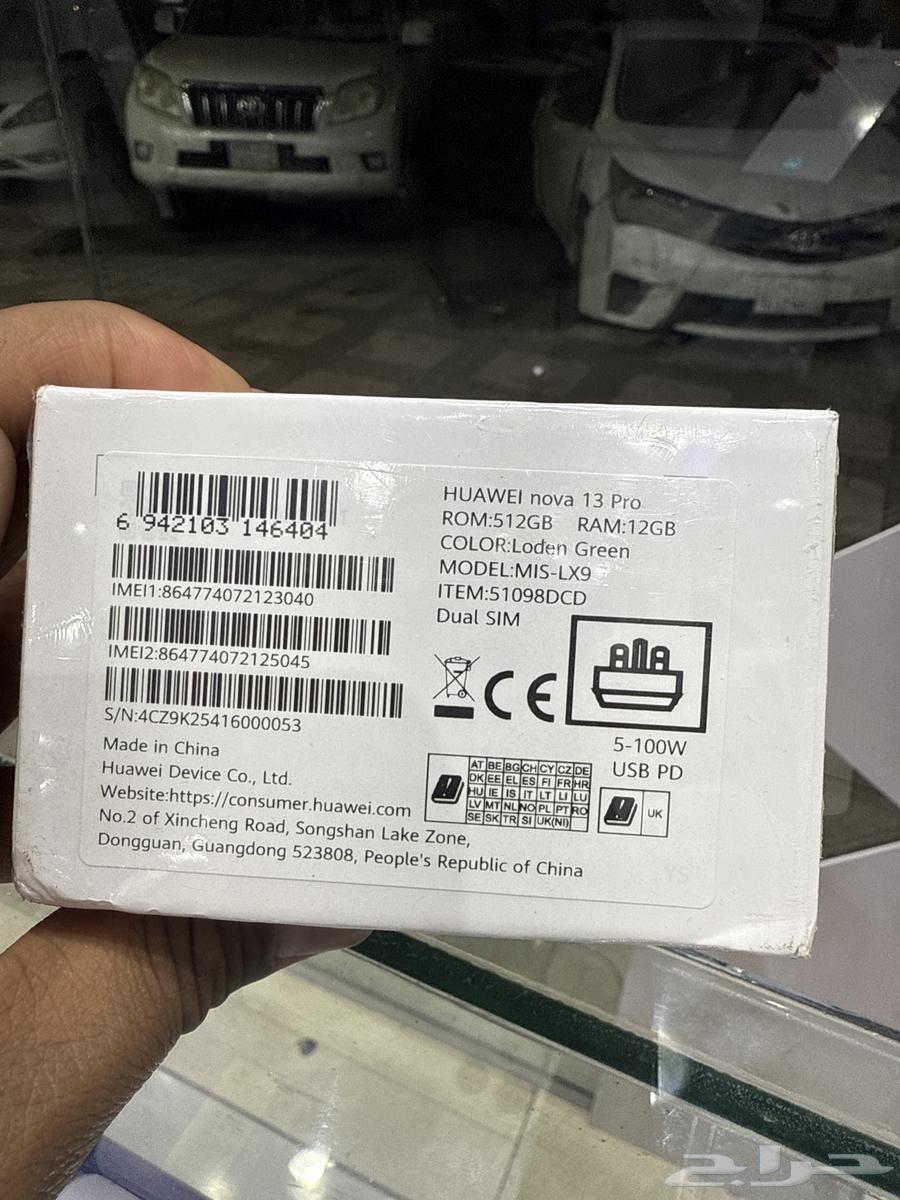 6 942103 146404
IMEI1:864774072123040
IMEI2:864774072125045
S/N:4CZ9K25416000053
Made in China
Huawei Device Co., Ltd.
Website:https://consumer.huawei.com
No.2 of Xincheng Road, Songshan Lake Zone,
Dongguan, Guangdong 523808, People's Republic of China
HUAWEI nova 13 Pro
ROM:512GB RAM:12GB
COLOR:Loden Green
MODEL:MIS-LX9
ITEM:51098DCD
Dual SIM
CE
5-100W
USB PD
AT BE BG CH CY CZ DE
DK EE EL ES FI FR HR
HU IE IS IT LT LI LU
LV MT NL NO PL PT RO
SE SK TR SI UK(NI)
UK
YS
حراج